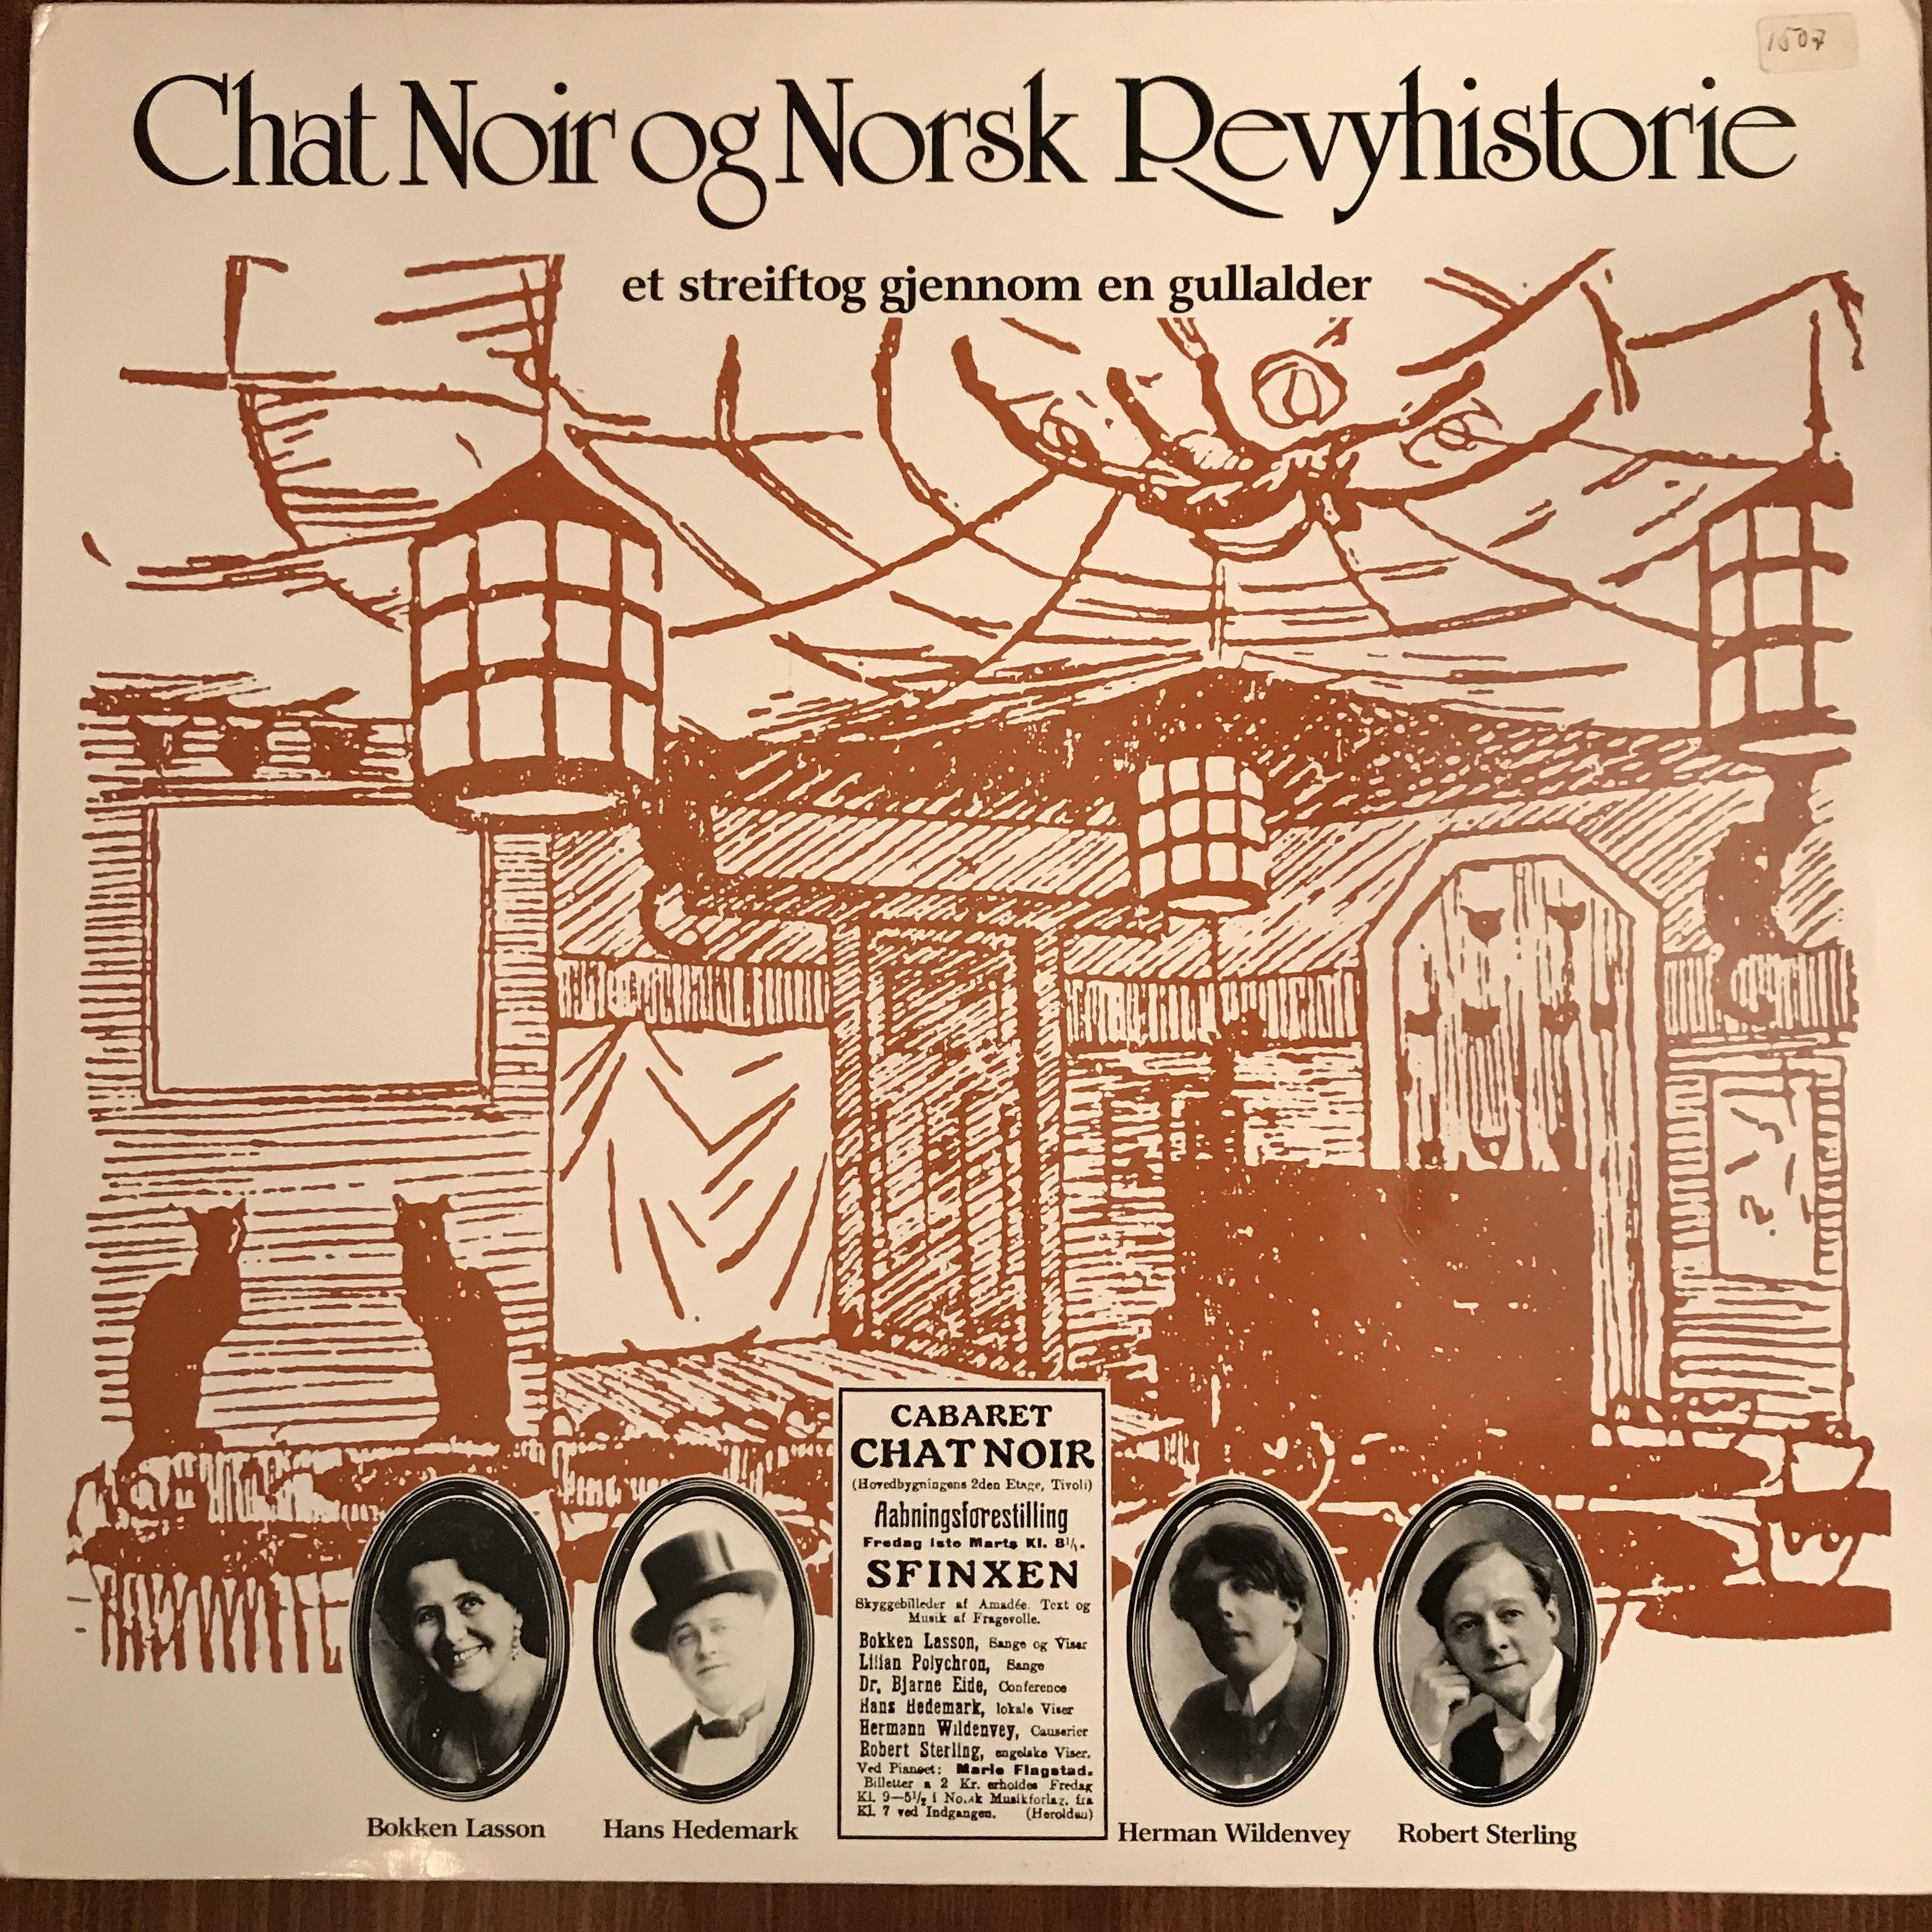 1507
Chat Noir og Norsk Revyhistorie
et streiftog gjennom en gullalder
CABARET
CHAT NOIR
(Hovedbygningens 2den Etage, Tivoli)
Aabningsforestilling
Fredag 1ste Marts Kl. 8¹/₄.
SFINXEN
Skyggebilleder af Amadée. Text og
Musik af Fragerolle.
Bokken Lasson, Sange og Viser
Lilian Polychron, Sange
Dr. Bjarne Eide, Conference
Hans Hedemark, lokale Viser
Hermann Wildenvey, Causerier
Robert Sterling, engelske Viser.
Ved Pianoet: Marie Flagstad.
Billetter a 2 Kr. erholdes Fredag
Kl. 9—5¹/₂ i Norsk Musikforlag, fra
Kl. 7 ved Indgangen. (Heroldeu)
Bokken Lasson
Hans Hedemark
Herman Wildenvey
Robert Sterling